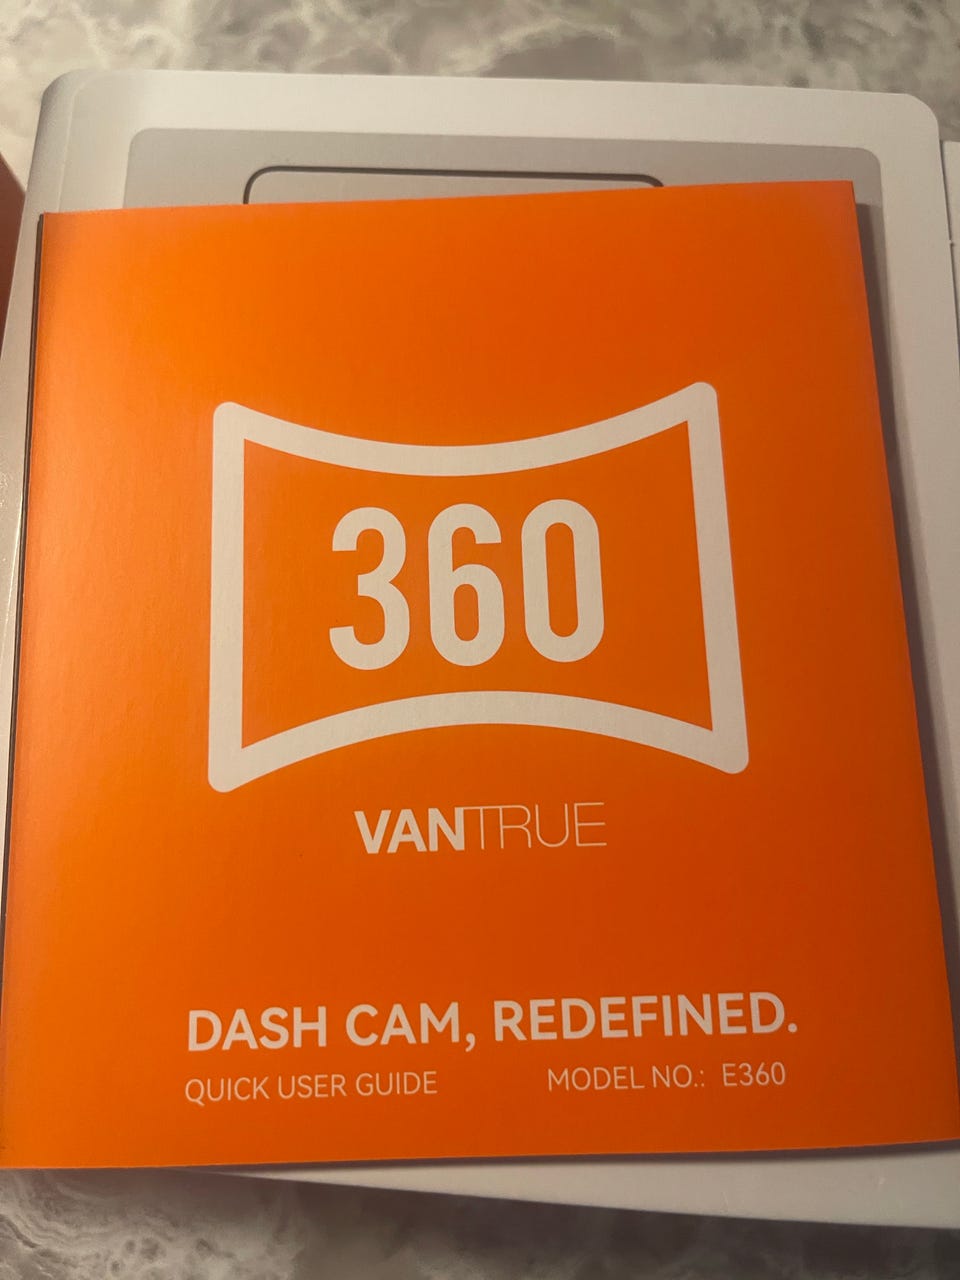 360
VANTRUE
DASH CAM, REDEFINED.
QUICK USER GUIDE MODEL NO.: E360